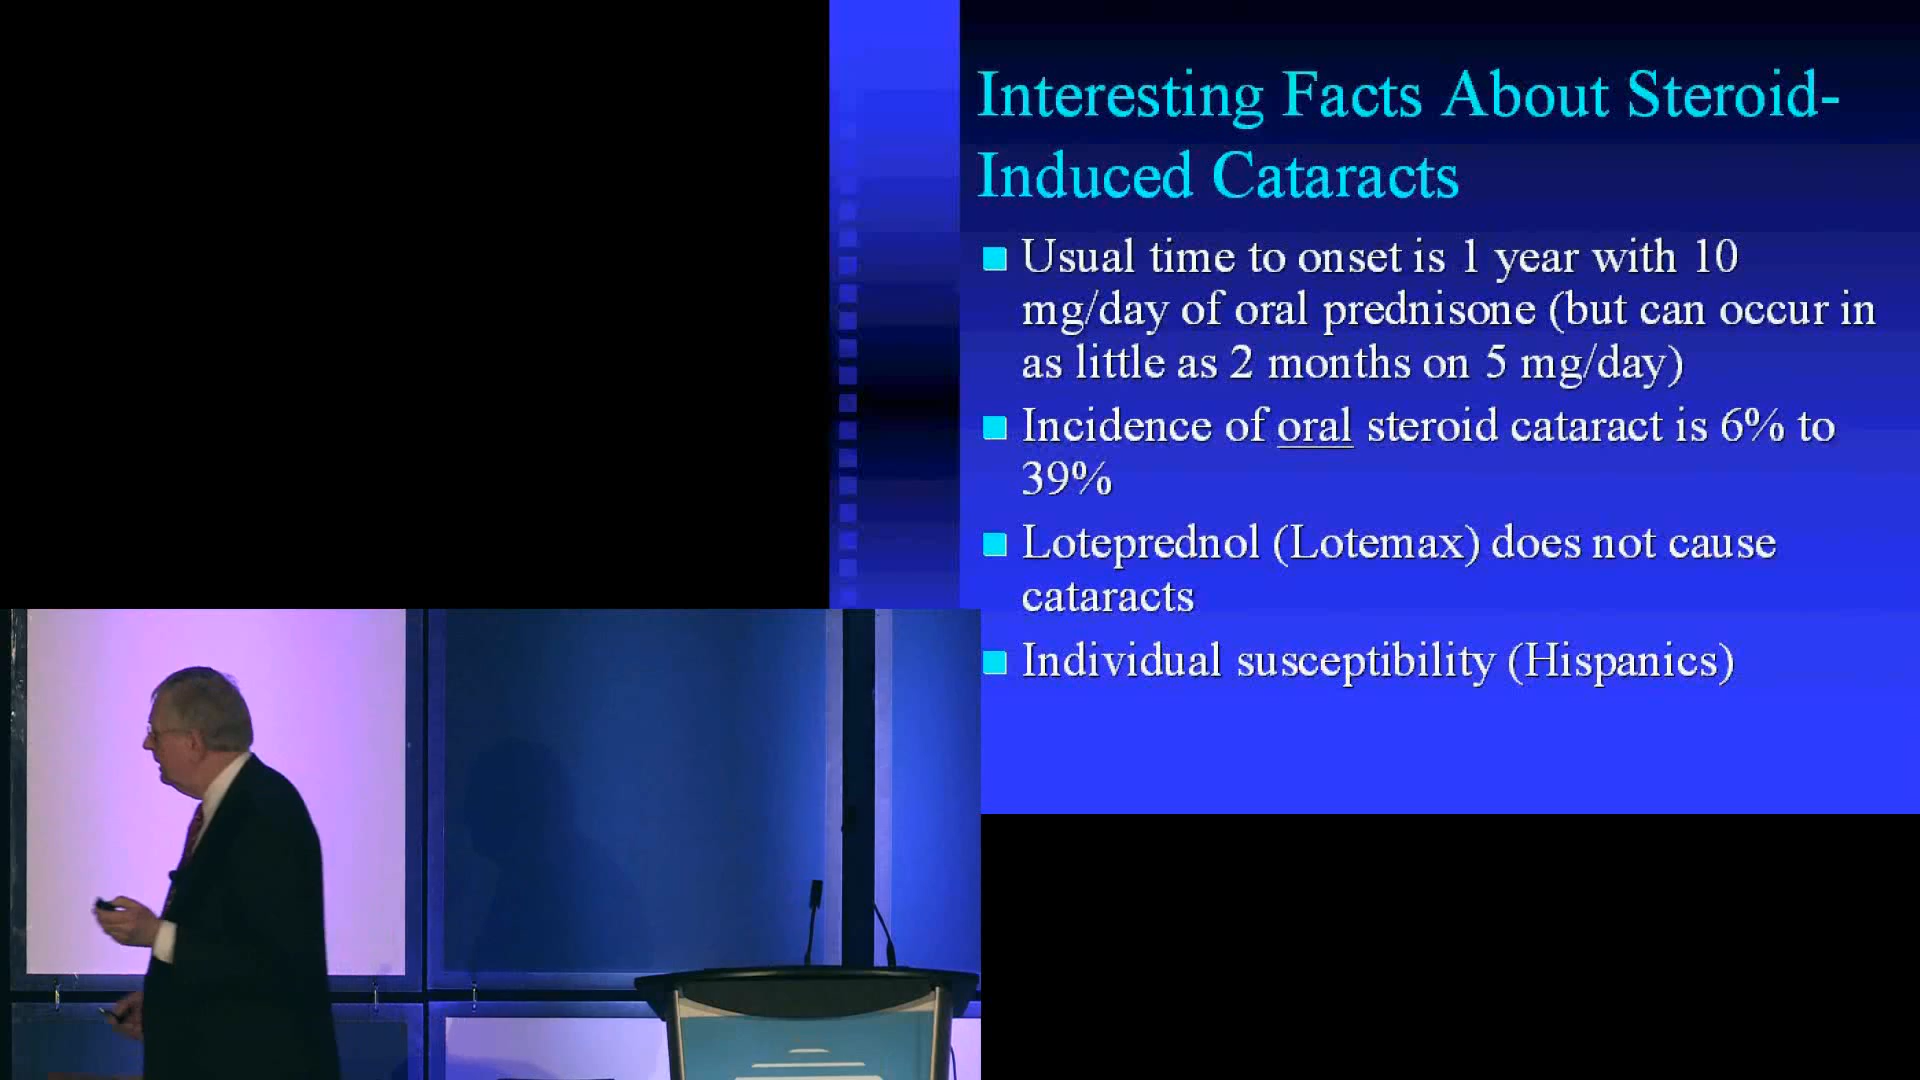 Interesting Facts About Steroid-
Induced Cataracts
Usual time to onset is 1 year with 10
mg/day of oral prednisone (but can occur in
as little as 2 months on 5 mg/day)
Incidence of oral steroid cataract is 6% to
39%
Loteprednol (Lotemax) does not cause
cataracts
Individual susceptibility (Hispanics)